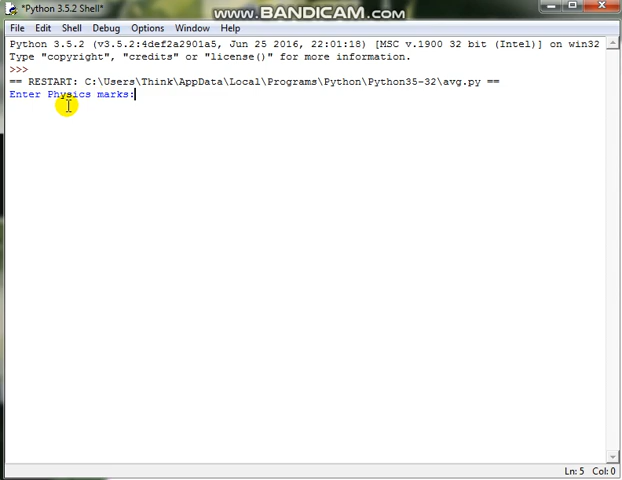 *Python 3.5.2 Shell*
www.BANDICAM.com
File Edit Shell Debug Options Window Help
Python 3.5.2 (v3.5.2:4def2a2901a5, Jun 25 2016, 22:01:18) [MSC v.1900 32 bit (Intel)] on win32
Type "copyright", "credits" or "license()" for more information.
>>>
== RESTART: C:\Users\Think\AppData\Local\Programs\Python\Python35-32\avg.py ==
Enter Physics marks:
Ln: 5 Col: 0